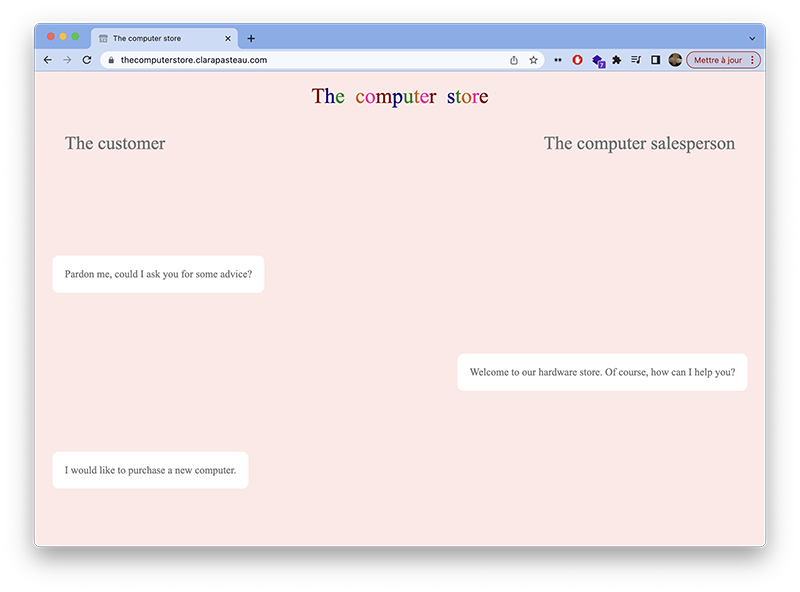 The computer store
thecomputerstore.clarapasteau.com
7
Mettre à jour
The computer store
The customer
The computer salesperson
Pardon me, could I ask you for some advice?
Welcome to our hardware store. Of course, how can I help you?
I would like to purchase a new computer.